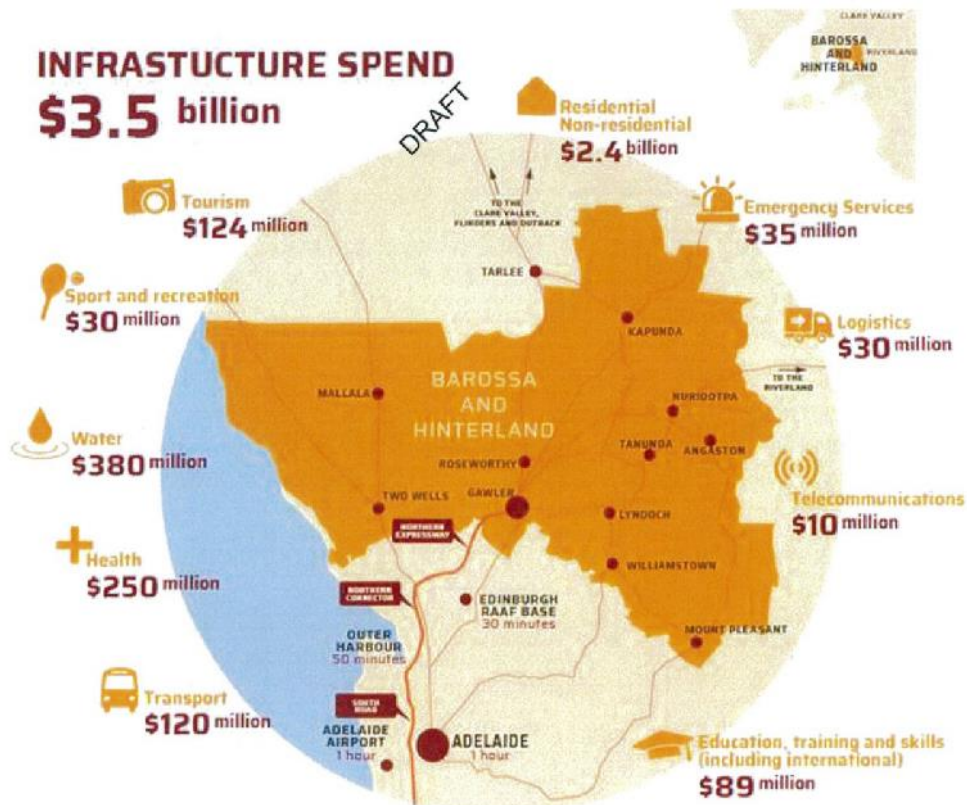 INFRASTUCTURE SPEND
$3.5 billion
DRAFT
CLARE VALLEY
BAROSSA
AND
HINTERLAND
RIVERLAND
Residential
Non-residential
$2.4 billion
Tourism
$124 million
TO THE
CLARE VALLEY,
FLINDERS AND OUTBACK
Emergency Services
$35 million
TARLEE
Sport and recreation
$30 million
KAPUNDA
Logistics
$30 million
TO THE
RIVERLAND
MALLALA
BAROSSA
AND
HINTERLAND
NURIOOTPA
TANUNDA
ANGASTON
Water
$380 million
ROSEWORTHY
TWO WELLS
GAWLER
LYNDOCH
Telecommunications
$10 million
NORTHERN
EXPRESSWAY
Health
$250 million
WILLIAMSTOWN
NORTHERN
CONNECTOR
EDINBURGH
RAAF BASE
30 minutes
OUTER
HARBOUR
50 minutes
MOUNT PLEASANT
Transport
$120 million
SOUTH
ROAD
ADELAIDE
AIRPORT
1 hour
ADELAIDE
1 hour
Education, training and skills
(including international)
$89 million